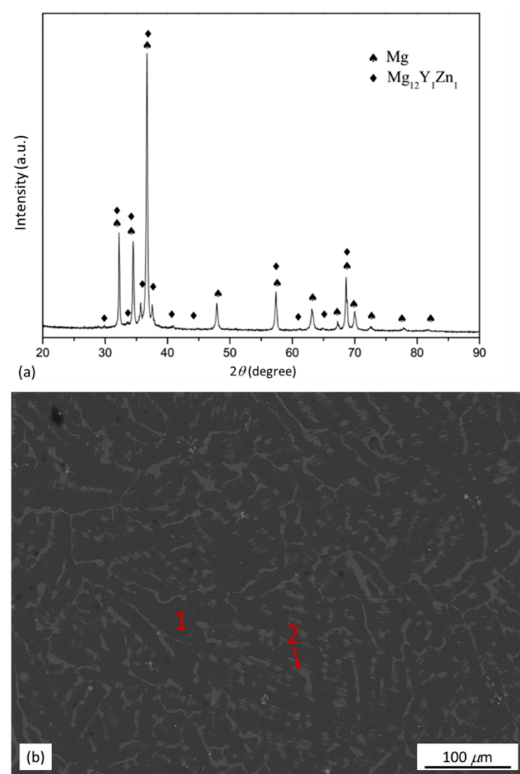 Intensity (a.u.)
Mg
Mg12Y1Zn1
20 30 40 50 60 70 80 90
2θ (degree)
(a)
1
2
(b)
100 μm